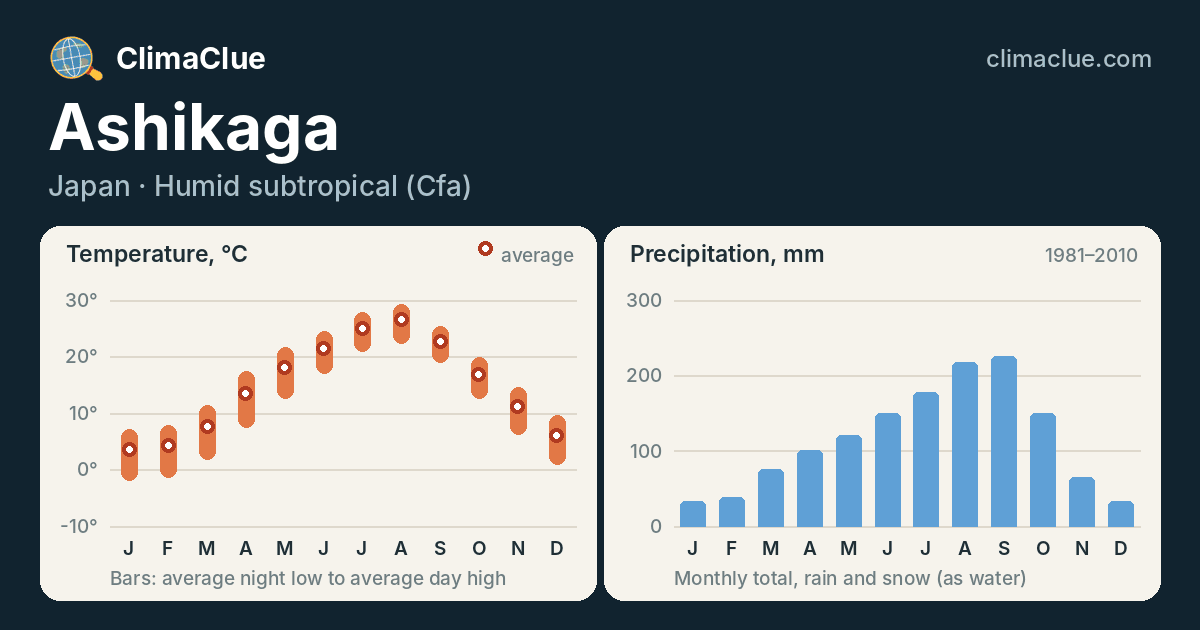 ClimaClue
climaclue.com
Ashikaga
Japan · Humid subtropical (Cfa)
Temperature, °C
average
30°
20°
10°
0°
-10°
J F M A M J J A S O N D
Bars: average night low to average day high
Precipitation, mm
1981–2010
300
200
100
0
J F M A M J J A S O N D
Monthly total, rain and snow (as water)